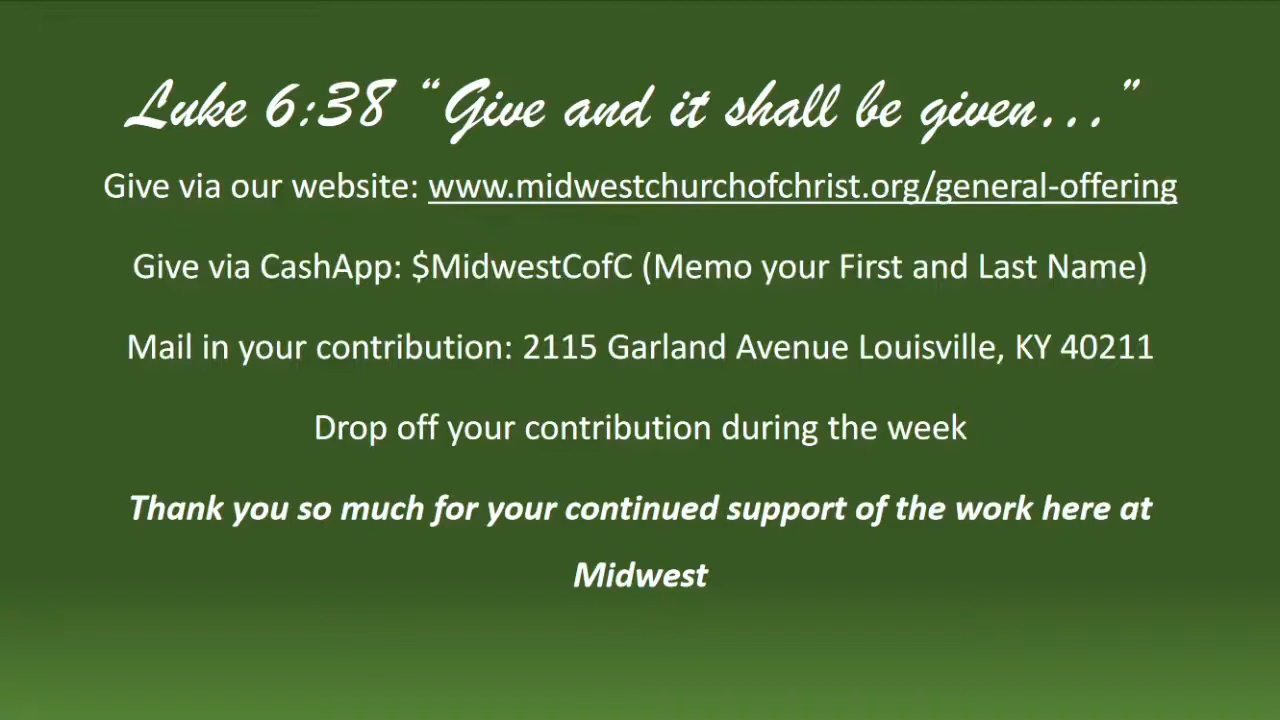 Luke 6:38 “Give and it shall be given...”
Give via our website: www.midwestchurchofchrist.org/general-offering
Give via CashApp: $MidwestCofC (Memo your First and Last Name)
Mail in your contribution: 2115 Garland Avenue Louisville, KY 40211
Drop off your contribution during the week
Thank you so much for your continued support of the work here at
Midwest